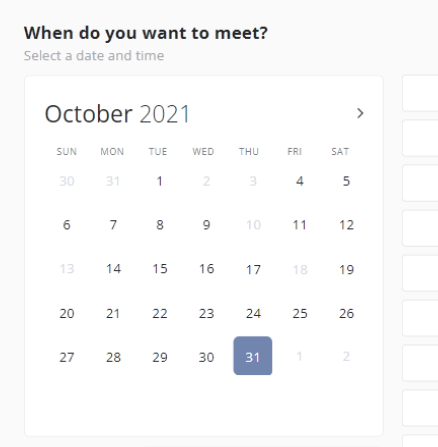 When do you want to meet?
Select a date and time
October 2021
SUN MON TUE WED THU FRI SAT
30 31 1 2 3 4 5
6 7 8 9 10 11 12
13 14 15 16 17 18 19
20 21 22 23 24 25 26
27 28 29 30 31 1 2